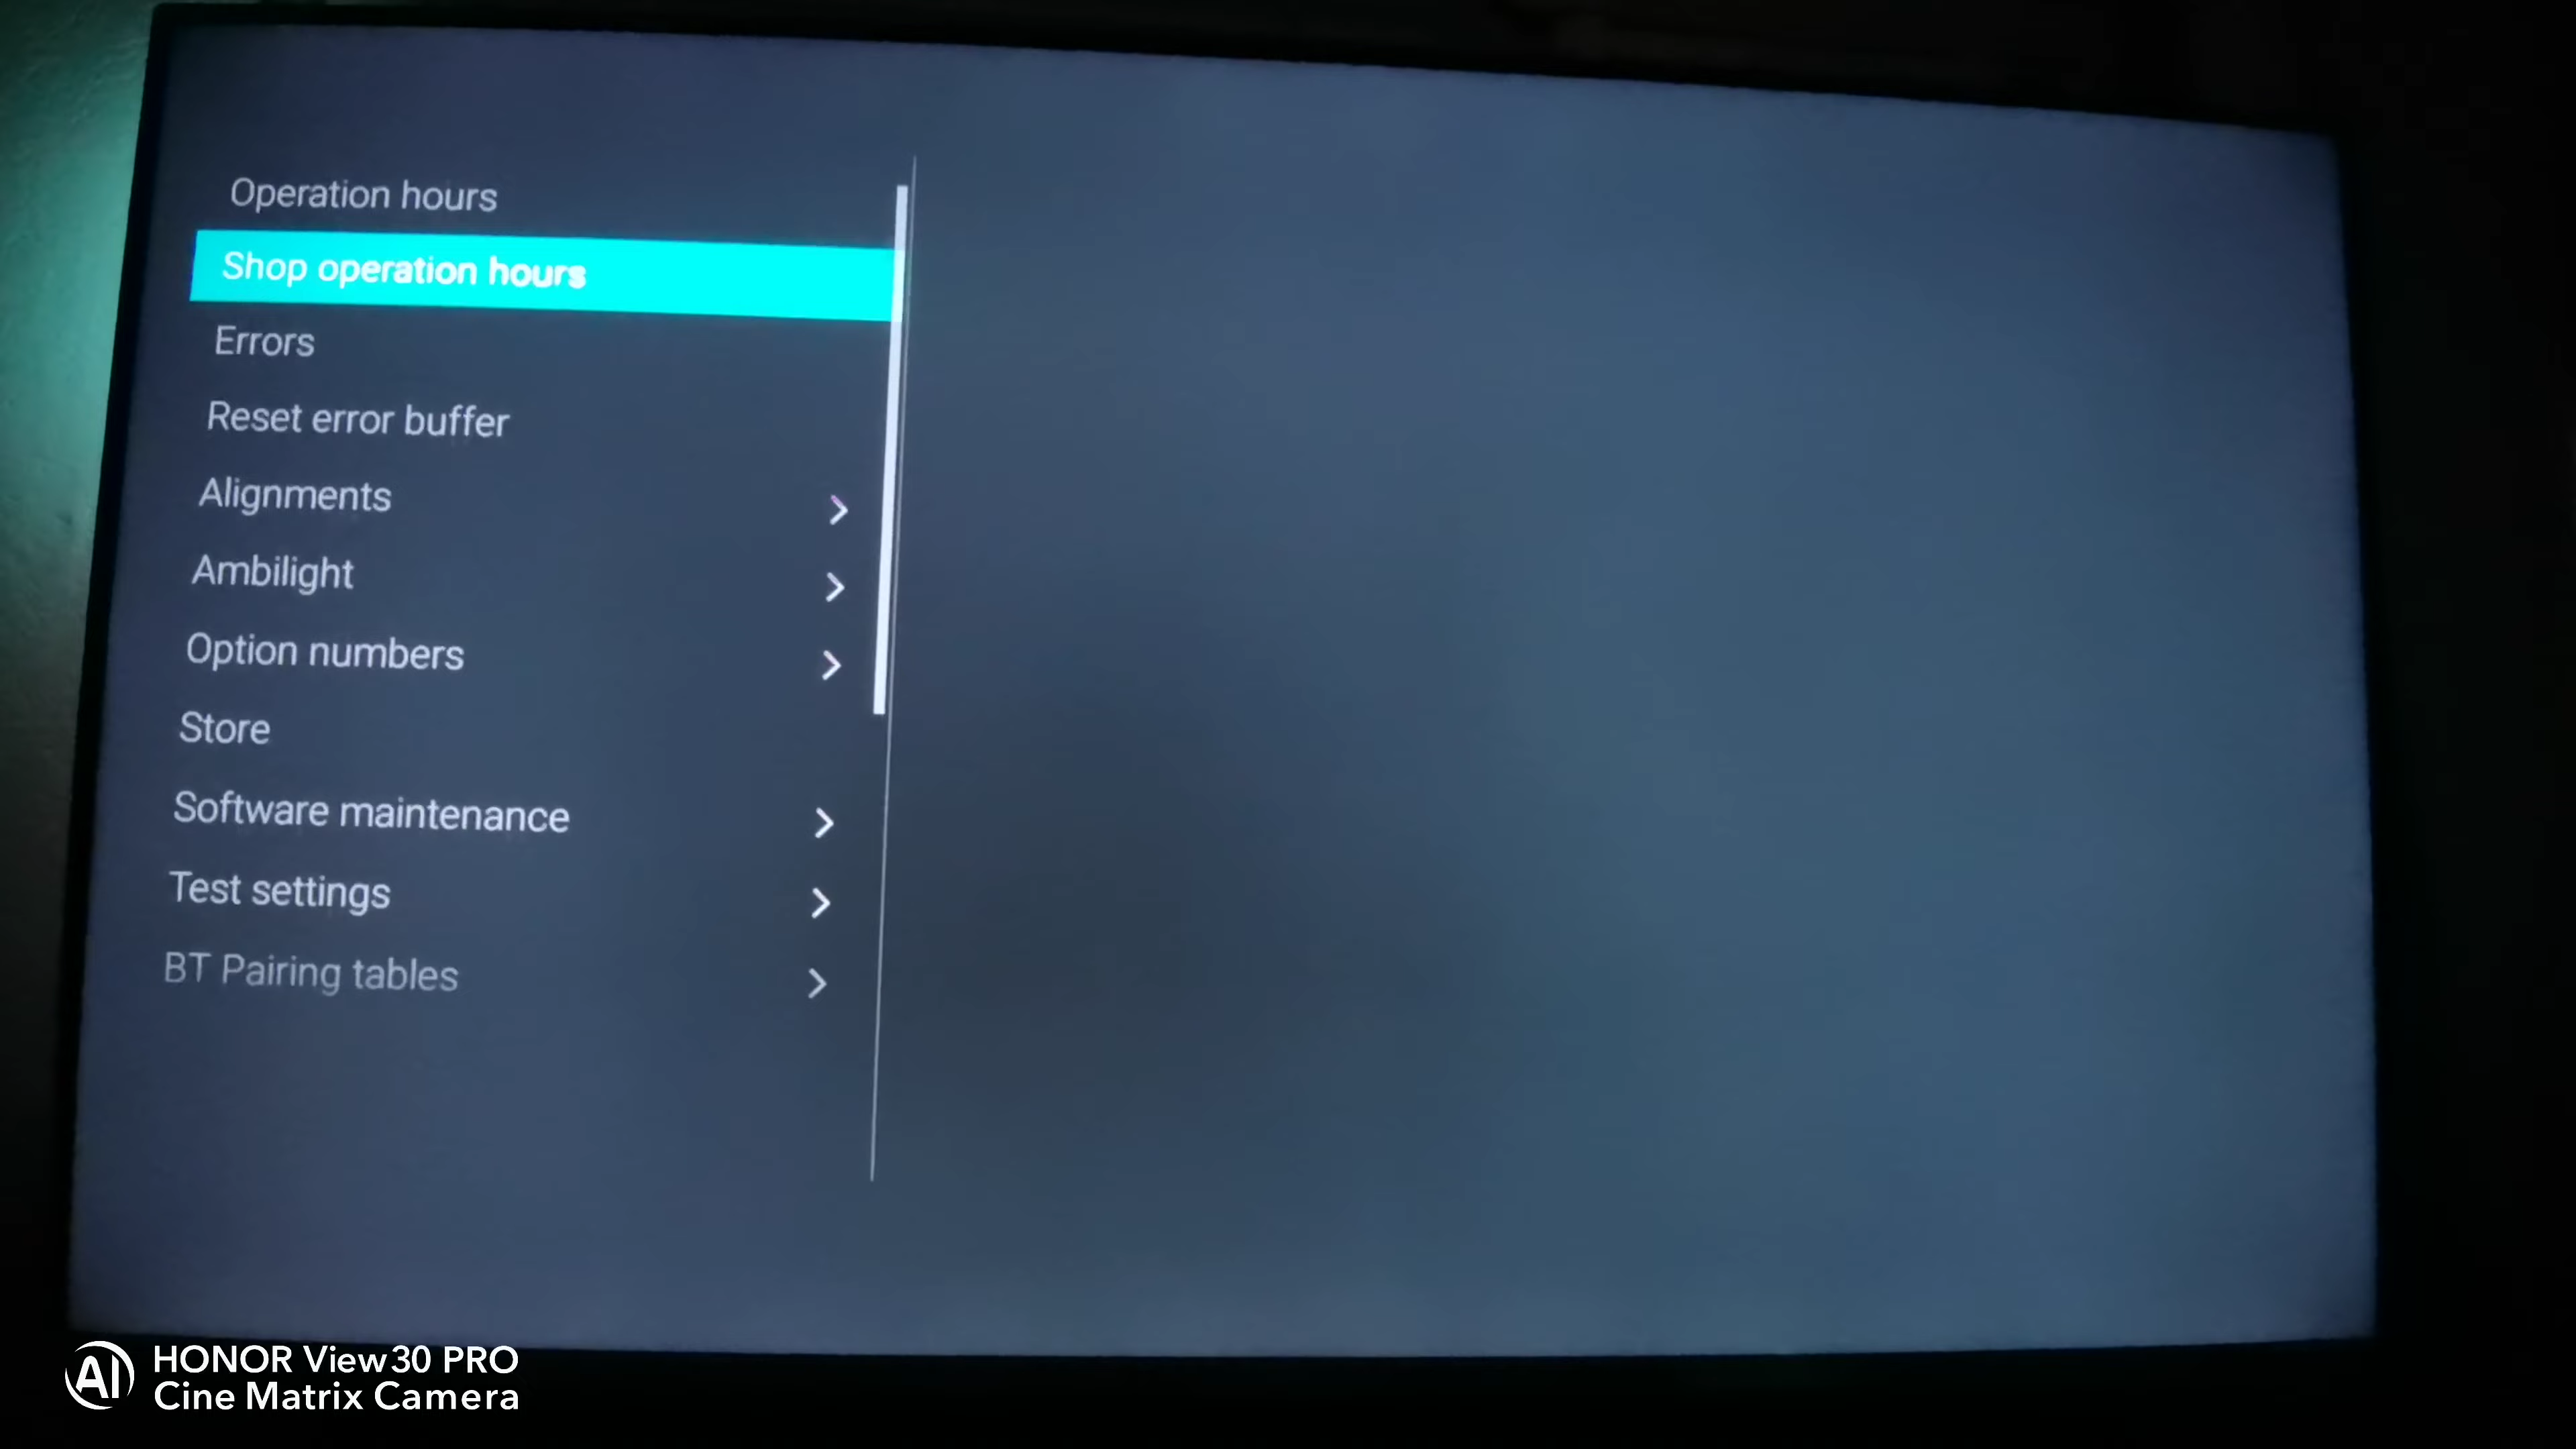 Operation hours
Shop operation hours
Errors
Reset error buffer
Alignments
Ambilight
Option numbers
Store
Software maintenance
Test settings
BT Pairing tables
AI
HONOR View30 PRO
Cine Matrix Camera